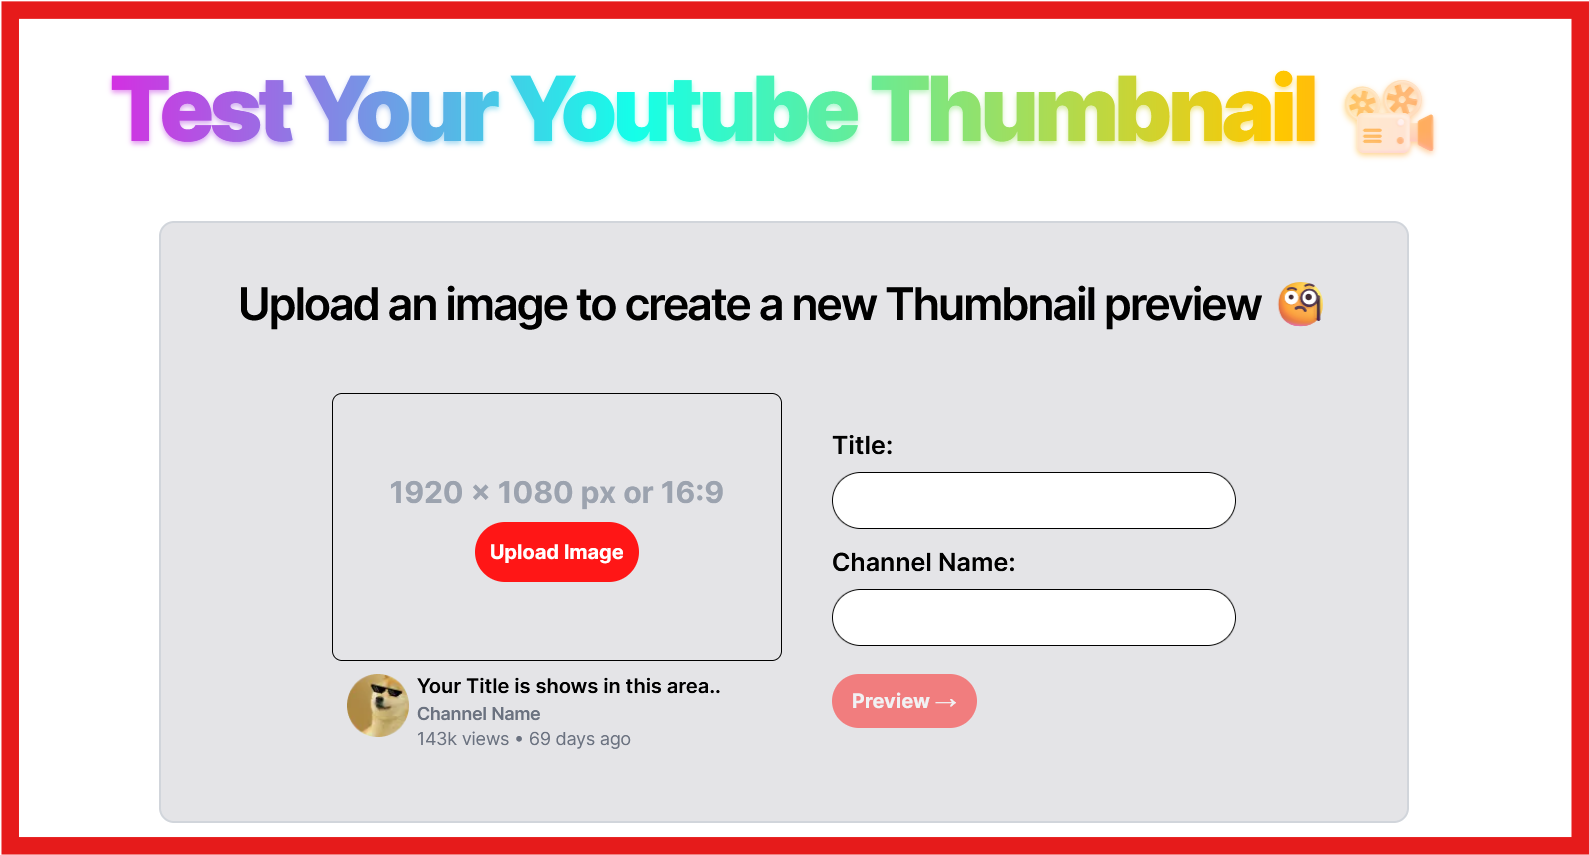 Test Your Youtube Thumbnail
Upload an image to create a new Thumbnail preview
1920 × 1080 px or 16:9
Upload Image
Your Title is shows in this area..
Channel Name
143k views • 69 days ago
Title:
Channel Name:
Preview →